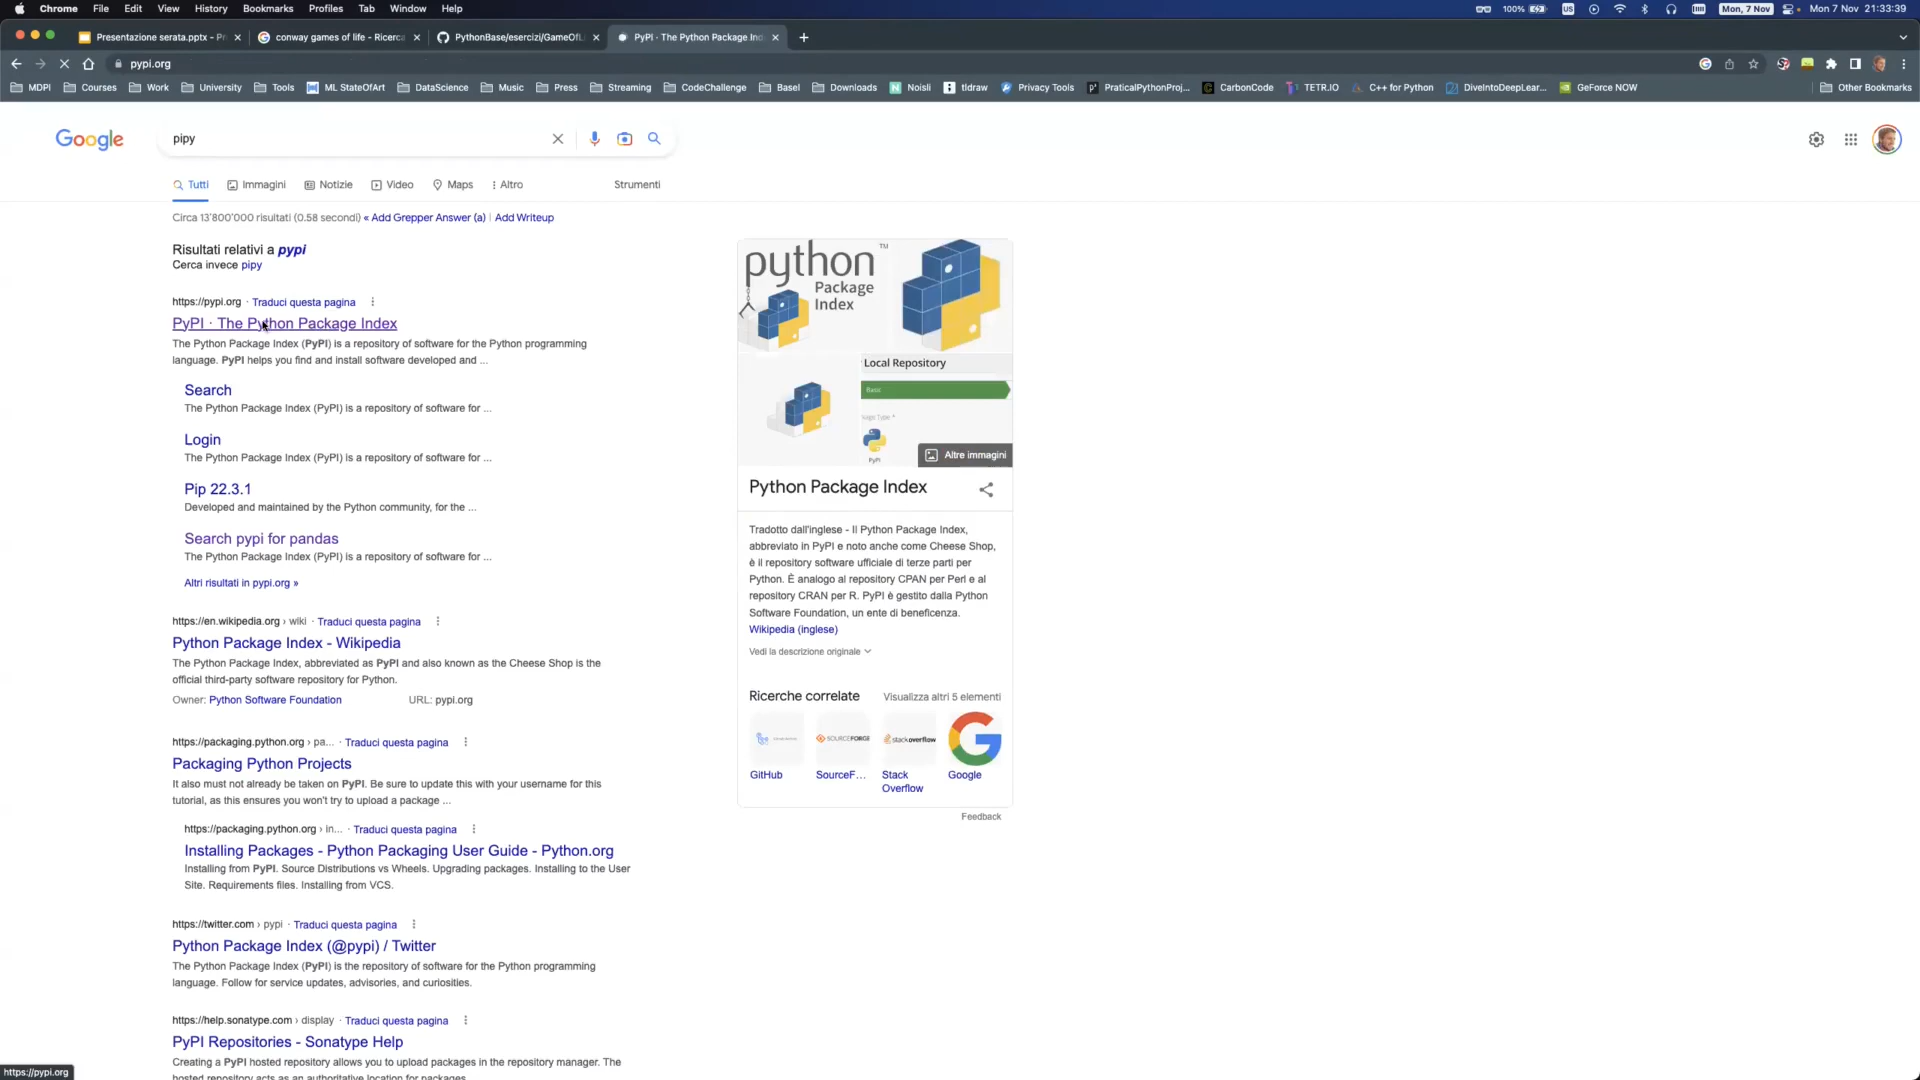 Chrome File Edit View History Bookmarks Profiles Tab Window Help
100% US Mon, 7 Nov Mon 7 Nov 21:33:39
Presentazione serata.pptx - Pr
conway games of life - Ricerca
PythonBase/esercizi/GameOfL
PyPI · The Python Package Ind
pypi.org
MDPI Courses Work University Tools ML StateOfArt DataScience Music Press Streaming CodeChallenge Basel Downloads Noisli tldraw Privacy Tools PraticalPythonProj... CarbonCode TETR.IO C++ for Python DiveIntoDeepLear... GeForce NOW Other Bookmarks
Google
pipy
Tutti Immagini Notizie Video Maps Altro Strumenti
Circa 13'800'000 risultati (0.58 secondi) « Add Grepper Answer (a) | Add Writeup
Risultati relativi a pypi
Cerca invece pipy
https://pypi.org · Traduci questa pagina
PyPI · The Python Package Index
The Python Package Index (PyPI) is a repository of software for the Python programming
language. PyPI helps you find and install software developed and ...
Search
The Python Package Index (PyPI) is a repository of software for ...
Login
The Python Package Index (PyPI) is a repository of software for ...
Pip 22.3.1
Developed and maintained by the Python community, for the ...
Search pypi for pandas
The Python Package Index (PyPI) is a repository of software for ...
Altri risultati in pypi.org »
https://en.wikipedia.org › wiki · Traduci questa pagina
Python Package Index - Wikipedia
The Python Package Index, abbreviated as PyPI and also known as the Cheese Shop is the
official third-party software repository for Python.
Owner: Python Software Foundation URL: pypi.org
https://packaging.python.org › pa... · Traduci questa pagina
Packaging Python Projects
It also must not already be taken on PyPI. Be sure to update this with your username for this
tutorial, as this ensures you won't try to upload a package ...
https://packaging.python.org › in... · Traduci questa pagina
Installing Packages - Python Packaging User Guide - Python.org
Installing from PyPI. Source Distributions vs Wheels. Upgrading packages. Installing to the User
Site. Requirements files. Installing from VCS.
https://twitter.com › pypi · Traduci questa pagina
Python Package Index (@pypi) / Twitter
The Python Package Index (PyPI) is the repository of software for the Python programming
language. Follow for service updates, advisories, and curiosities.
https://help.sonatype.com › display · Traduci questa pagina
PyPI Repositories - Sonatype Help
Creating a PyPI hosted repository allows you to upload packages in the repository manager. The
hosted repository acts as an authoritative location for packages
https://pypi.org
python™
Package
Index
Local Repository
Basic
PyPI
Altre immagini
Python Package Index
Tradotto dall'inglese - Il Python Package Index,
abbreviato in PyPI e noto anche come Cheese Shop,
è il repository software ufficiale di terze parti per
Python. È analogo al repository CPAN per Perl e al
repository CRAN per R. PyPI è gestito dalla Python
Software Foundation, un ente di beneficenza.
Wikipedia (inglese)
Vedi la descrizione originale
Ricerche correlate Visualizza altri 5 elementi
SOURCEFORGE stackoverflow
GitHub SourceF... Stack Google
Overflow
Feedback